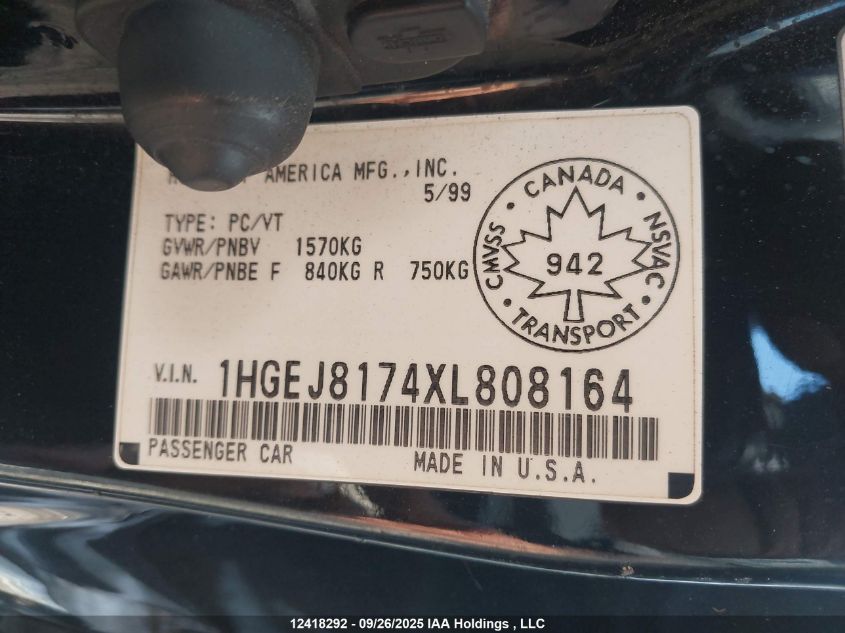 AMERICA MFG.,INC.
5/99
TYPE: PC/VT
GVWR/PNBV 1570KG
GAWR/PNBE F 840KG R 750KG
CANADA
CMVSS
942
NSVAC
TRANSPORT
V.I.N. 1HGEJ8174XL808164
PASSENGER CAR
MADE IN U.S.A.
12418292 - 09/26/2025 IAA Holdings , LLC